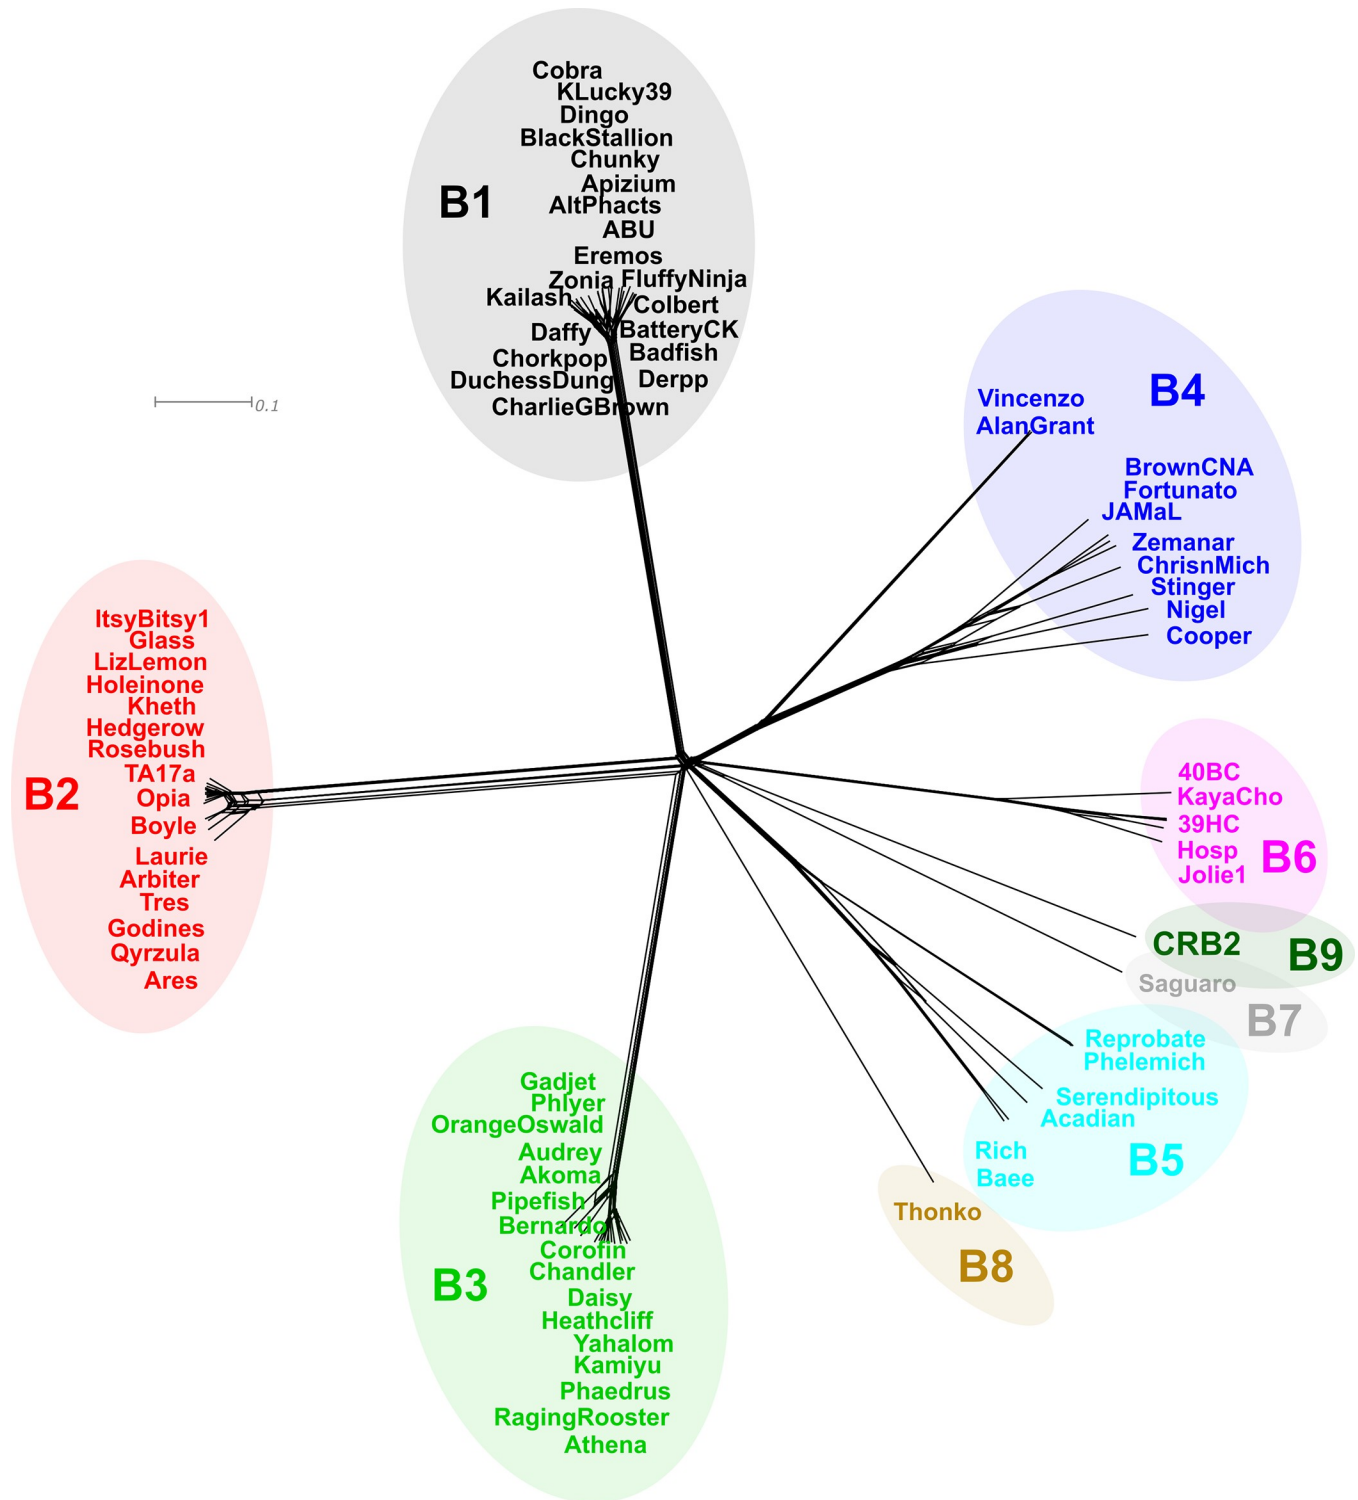 Cobra
KLucky39
Dingo
BlackStallion
Chunky
Apizium
B1
AltPhacts
ABU
Eremos
Zonia FluffyNinja
Kailash Colbert
Daffy BatteryCK
Chorkpop Badfish
DuchessDung Derpp
CharlieGBrown
0.1
Vincenzo
B4
AlanGrant
BrownCNA
Fortunato
JAMaL
Zemanar
ChrisnMich
Stinger
Nigel
Cooper
ItsyBitsy1
Glass
LizLemon
Holeinone
Kheth
Hedgerow
Rosebush
TA17a
B2
Opia
Boyle
Laurie
Arbiter
Tres
Godines
Qyrzula
Ares
40BC
KayaCho
39HC
Hosp
B6
Jolie1
CRB2
B9
Saguaro
B7
Reprobate
Phelemich
Serendipitous
Acadian
Rich
B5
Baee
Thonko
B8
Gadjet
Phlyer
OrangeOswald
Audrey
Akoma
Pipefish
Bernardo
Corofin
Chandler
B3
Daisy
Heathcliff
Yahalom
Kamiyu
Phaedrus
RagingRooster
Athena